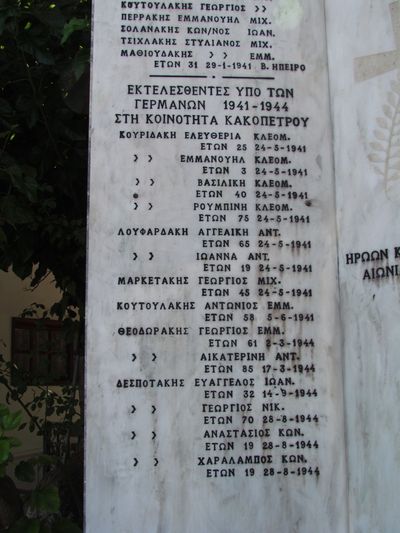 ΚΟΥΤΟΥΛΑΚΗΣ ΓΕΩΡΓΙΟΣ > >
ΠΕΡΡΑΚΗΣ ΕΜΜΑΝΟΥΗΛ ΜΙΧ.
ΣΟΛΑΝΑΚΗΣ ΚΩΝ/ΝΟΣ ΙΩΑΝ.
ΤΣΙΧΛΑΚΗΣ ΣΤΥΛΙΑΝΟΣ ΜΙΧ.
ΜΑΘΙΟΥΛΑΚΗΣ > > ΕΜΜ.
ΕΤΩΝ 31 29-1-1941 Β. ΗΠΕΙΡΟ
ΕΚΤΕΛΕΣΘΕΝΤΕΣ ΥΠΟ ΤΩΝ
ΓΕΡΜΑΝΩΝ 1941-1944
ΣΤΗ ΚΟΙΝΟΤΗΤΑ ΚΑΚΟΠΕΤΡΟΥ
ΚΟΥΡΙΔΑΚΗ ΕΛΕΥΘΕΡΙΑ ΚΛΕΟΜ.
ΕΤΩΝ 25 24-5-1941
> > ΕΜΜΑΝΟΥΗΛ ΚΛΕΟΜ.
ΕΤΩΝ 3 24-5-1941
> > ΒΑΣΙΛΙΚΗ ΚΛΕΟΜ.
ΕΤΩΝ 40 24-5-1941
> > ΡΟΥΜΠΙΝΗ ΚΛΕΟΜ.
ΕΤΩΝ 75 24-5-1941
ΛΟΥΦΑΡΔΑΚΗ ΑΓΓΕΛΙΚΗ ΑΝΤ.
ΕΤΩΝ 65 24-5-1941
> > ΙΩΑΝΝΑ ΑΝΤ.
ΕΤΩΝ 19 24-5-1941
ΜΑΡΚΕΤΑΚΗΣ ΓΕΩΡΓΙΟΣ ΜΙΧ.
ΕΤΩΝ 45 24-5-1941
ΚΟΥΤΟΥΛΑΚΗΣ ΑΝΤΩΝΙΟΣ ΕΜΜ.
ΕΤΩΝ 58 5-6-1941
ΘΕΟΔΩΡΑΚΗΣ ΓΕΩΡΓΙΟΣ ΕΜΜ.
ΕΤΩΝ 61 2-3-1944
> > ΑΙΚΑΤΕΡΙΝΗ ΑΝΤ.
ΕΤΩΝ 85 17-3-1944
ΔΕΣΠΟΤΑΚΗΣ ΕΥΑΓΓΕΛΟΣ ΙΩΑΝ.
ΕΤΩΝ 32 14-9-1944
> > ΓΕΩΡΓΙΟΣ ΝΙΚ.
ΕΤΩΝ 70 28-8-1944
> > ΑΝΑΣΤΑΣΙΟΣ ΚΩΝ.
ΕΤΩΝ 19 28-8-1944
> > ΧΑΡΑΛΑΜΠΟΣ ΚΩΝ.
ΕΤΩΝ 19 28-8-1944
ΗΡΩΩΝ